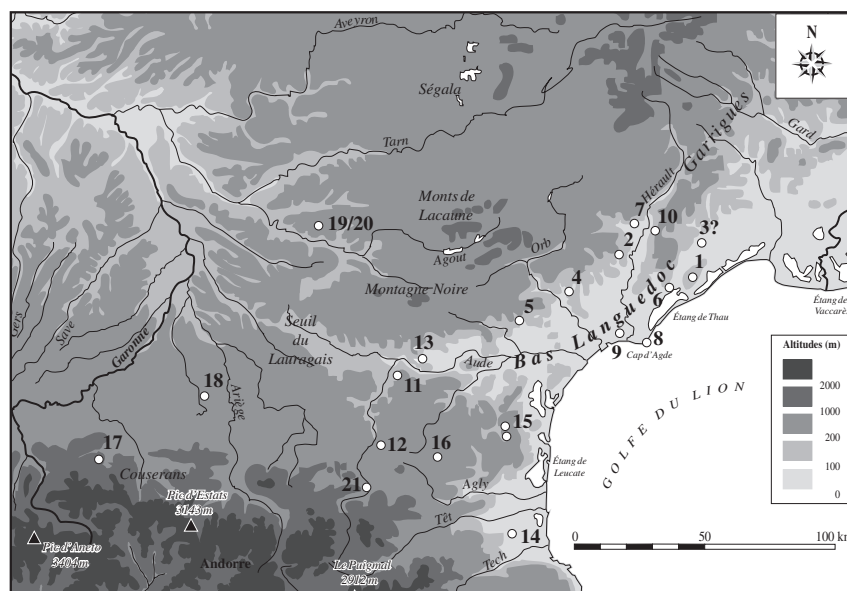 Aveyron
N
Ségala
Garrigues
Gard
Tarn
Hérault
Monts de
Lacaune
7
10
3?
19/20
2
Agout
Orb
1
Montagne-Noire
4
6
Étang de
Vaccarès
Gers
Save
Garonne
Seuil
du
Lauragais
5
Bas Languedoc
Étang de Thau
13
Aude
9
8
Cap d'Agde
Altitudes (m)
2000
1000
200
100
0
11
18
Ariège
GOLFE DU LION
15
12
16
17
Couserans
Étang de
Leucate
21
Agly
Pic d'Estats
3143 m
Têt
14
Pic d'Aneto
3404 m
Andorre
Le Puigmal
2912 m
Tech
0 50 100 km